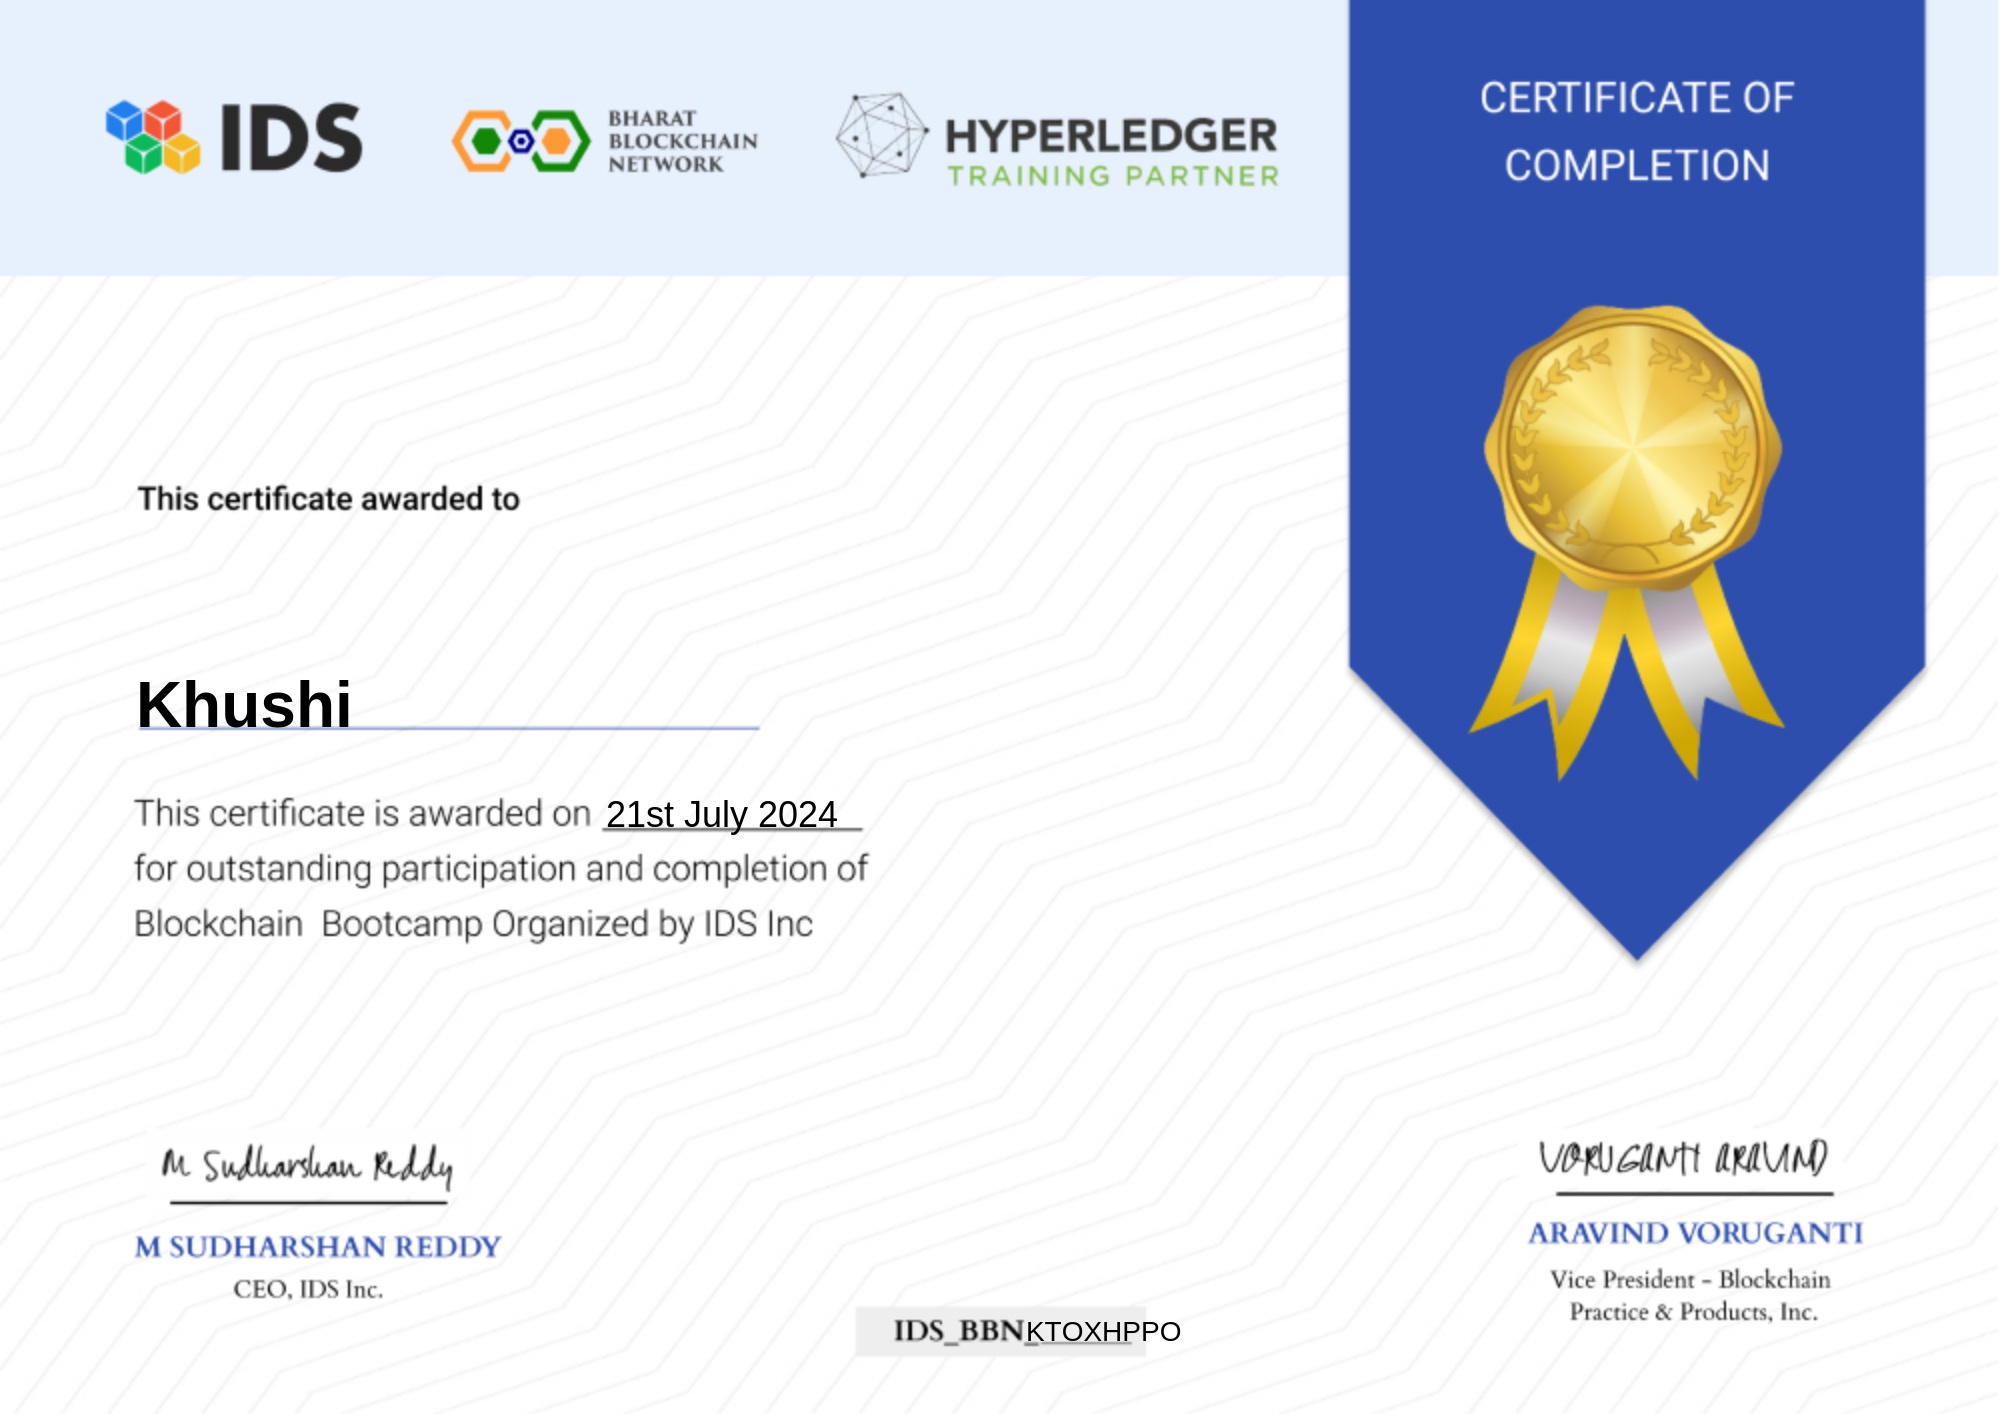 IDS
BHARAT
BLOCKCHAIN
NETWORK
HYPERLEDGER
TRAINING PARTNER
CERTIFICATE OF
COMPLETION
This certificate awarded to
Khushi
This certificate is awarded on 21st July 2024
for outstanding participation and completion of
Blockchain  Bootcamp Organized by IDS Inc
M Sudharshan Reddy
M SUDHARSHAN REDDY
CEO, IDS Inc.
VORUGANTI ARAVIND
ARAVIND VORUGANTI
Vice President - Blockchain
Practice & Products, Inc.
IDS_BBN_KTOXHPPO